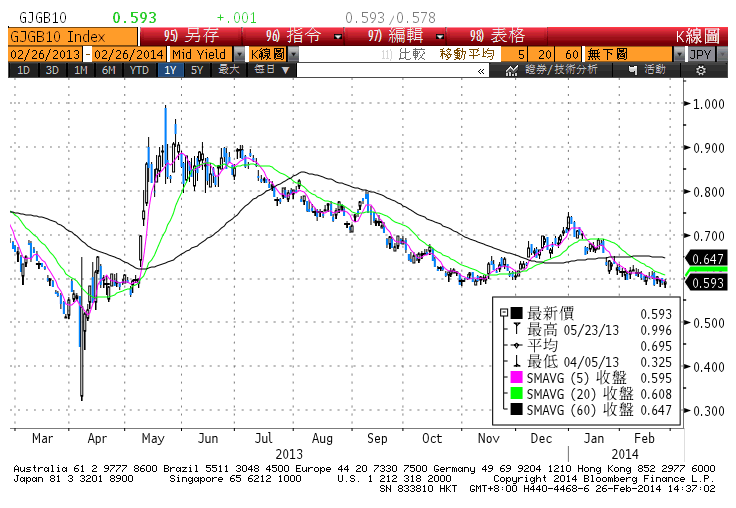 GJGB10 0.593 +.001 0.593/0.578
GJGB10 Index 95) 另存 96) 指令 97) 編輯 98) 表格 K線圖
02/26/2013 - 02/26/2014 Mid Yield K線圖 比較 移動平均 5 20 60 無下圖 JPY
1D 3D 1M 6M YTD 1Y 5Y 最大 每日 ▼ « 證券/技術分析 活動
1.000
0.900
0.800
0.700
0.647
0.593
0.500
0.400
0.300
最新價 0.593
最高 05/23/13 0.996
平均 0.695
最低 04/05/13 0.325
SMAVG (5) 收盤 0.595
SMAVG (20) 收盤 0.608
SMAVG (60) 收盤 0.647
Mar Apr May Jun Jul Aug Sep Oct Nov Dec Jan Feb
2013 2014
Australia 61 2 9777 8600 Brazil 5511 3048 4500 Europe 44 20 7330 7500 Germany 49 69 9204 1210 Hong Kong 852 2977 6000
Japan 81 3 3201 8900 Singapore 65 6212 1000 U.S. 1 212 318 2000 Copyright 2014 Bloomberg Finance L.P.
SN 833810 HKT GMT+8:00 H440-4468-6 26-Feb-2014 14:37:02